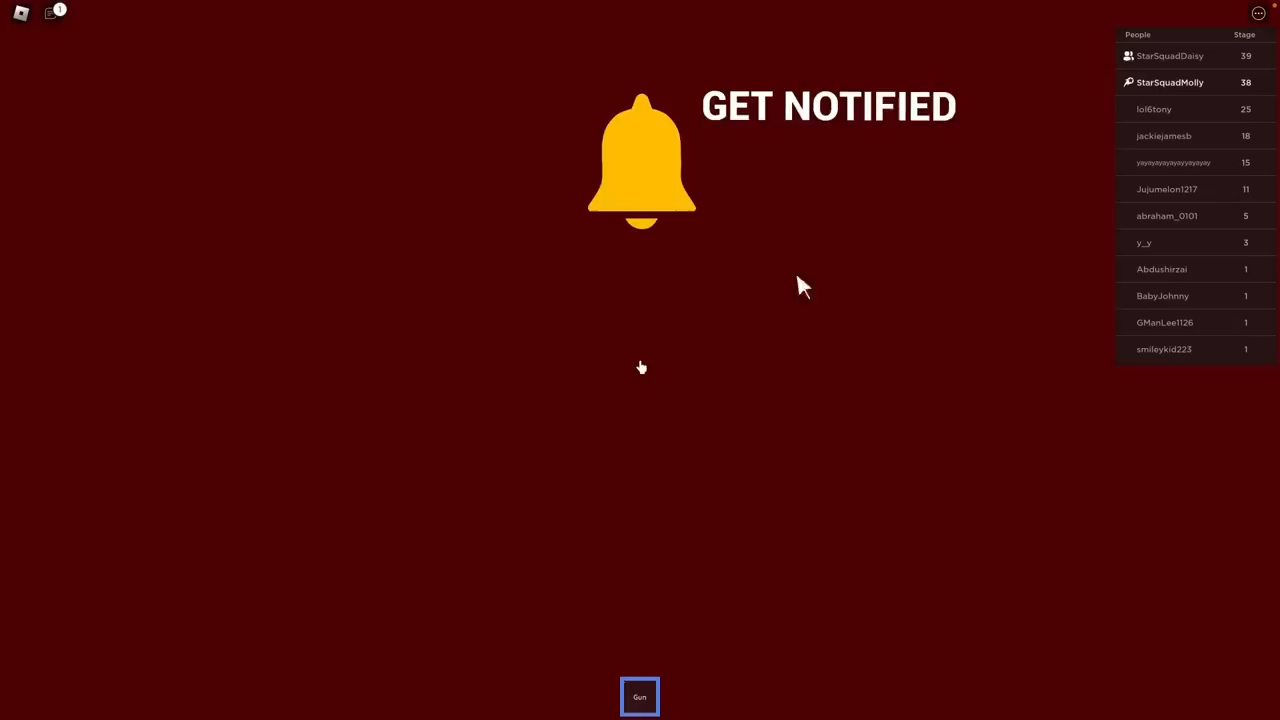 1
GET NOTIFIED
People Stage
StarSquadDaisy 39
StarSquadMolly 38
lol6tony 25
jackiejamesb 18
15
Jujumelon1217 11
abraham_0101 5
y_y 3
Abdushirzai 1
BabyJohnny 1
GManLee1126 1
smileykid223 1
Gun